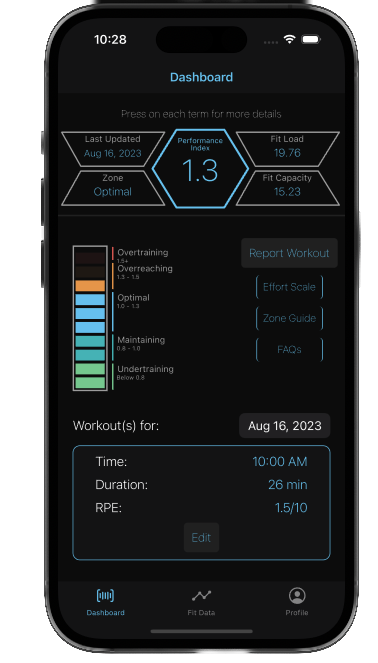 10:28
Dashboard
Press on each term for more details
Last Updated
Aug 16, 2023
Zone
Optimal
Performance
Index
1.3
Fit Load
19.76
Fit Capacity
15.23
Overtraining
1.5+
Overreaching
1.3 - 1.5
Optimal
1.0 - 1.3
Maintaining
0.8 - 1.0
Undertraining
Below 0.8
Report Workout
Effort Scale
Zone Guide
FAQs
Workout(s) for:
Aug 16, 2023
Time:
10:00 AM
Duration:
26 min
RPE:
1.5/10
Edit
Dashboard
Fit Data
Profile